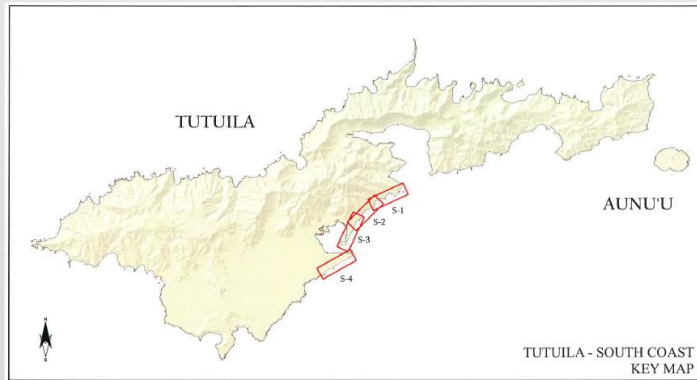 TUTUILA
AUNU'U
S-1
S-2
S-3
S-4
N
S
TUTUILA - SOUTH COAST
KEY MAP